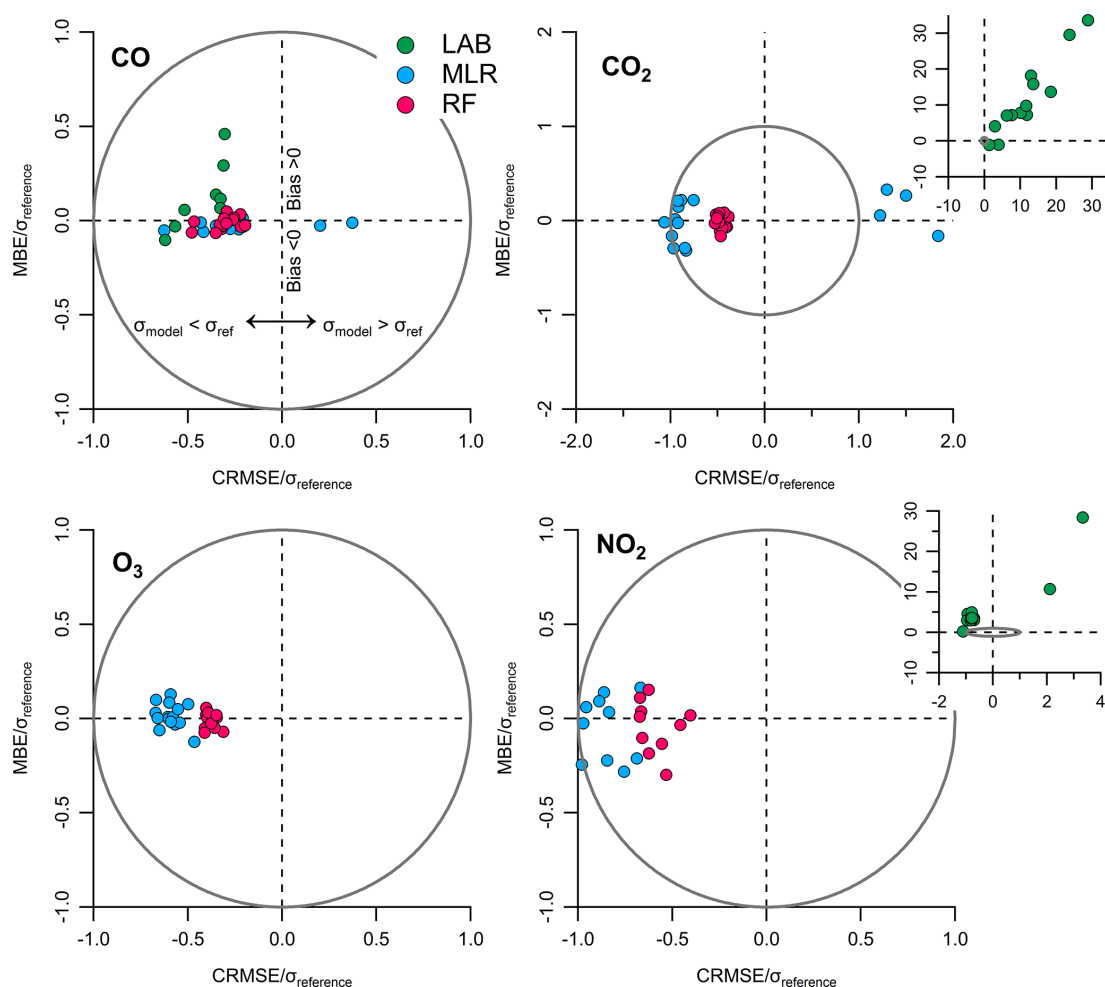 CO
LAB
MLR
RF
Bias >0
Bias <0
σmodel < σref
σmodel > σref
1.0
0.5
0.0
-0.5
-1.0
MBE/σreference
-1.0 -0.5 0.0 0.5 1.0
CRMSE/σreference
CO2
2
1
0
-1
-2
MBE/σreference
-2.0 -1.0 0.0 1.0 2.0
CRMSE/σreference
30
20
10
0
-10
-10 0 10 20 30
O3
1.0
0.5
0.0
-0.5
-1.0
MBE/σreference
-1.0 -0.5 0.0 0.5 1.0
CRMSE/σreference
NO2
1.0
0.5
0.0
-0.5
-1.0
MBE/σreference
-1.0 -0.5 0.0 0.5 1.0
CRMSE/σreference
30
20
10
0
-10
-2 0 2 4